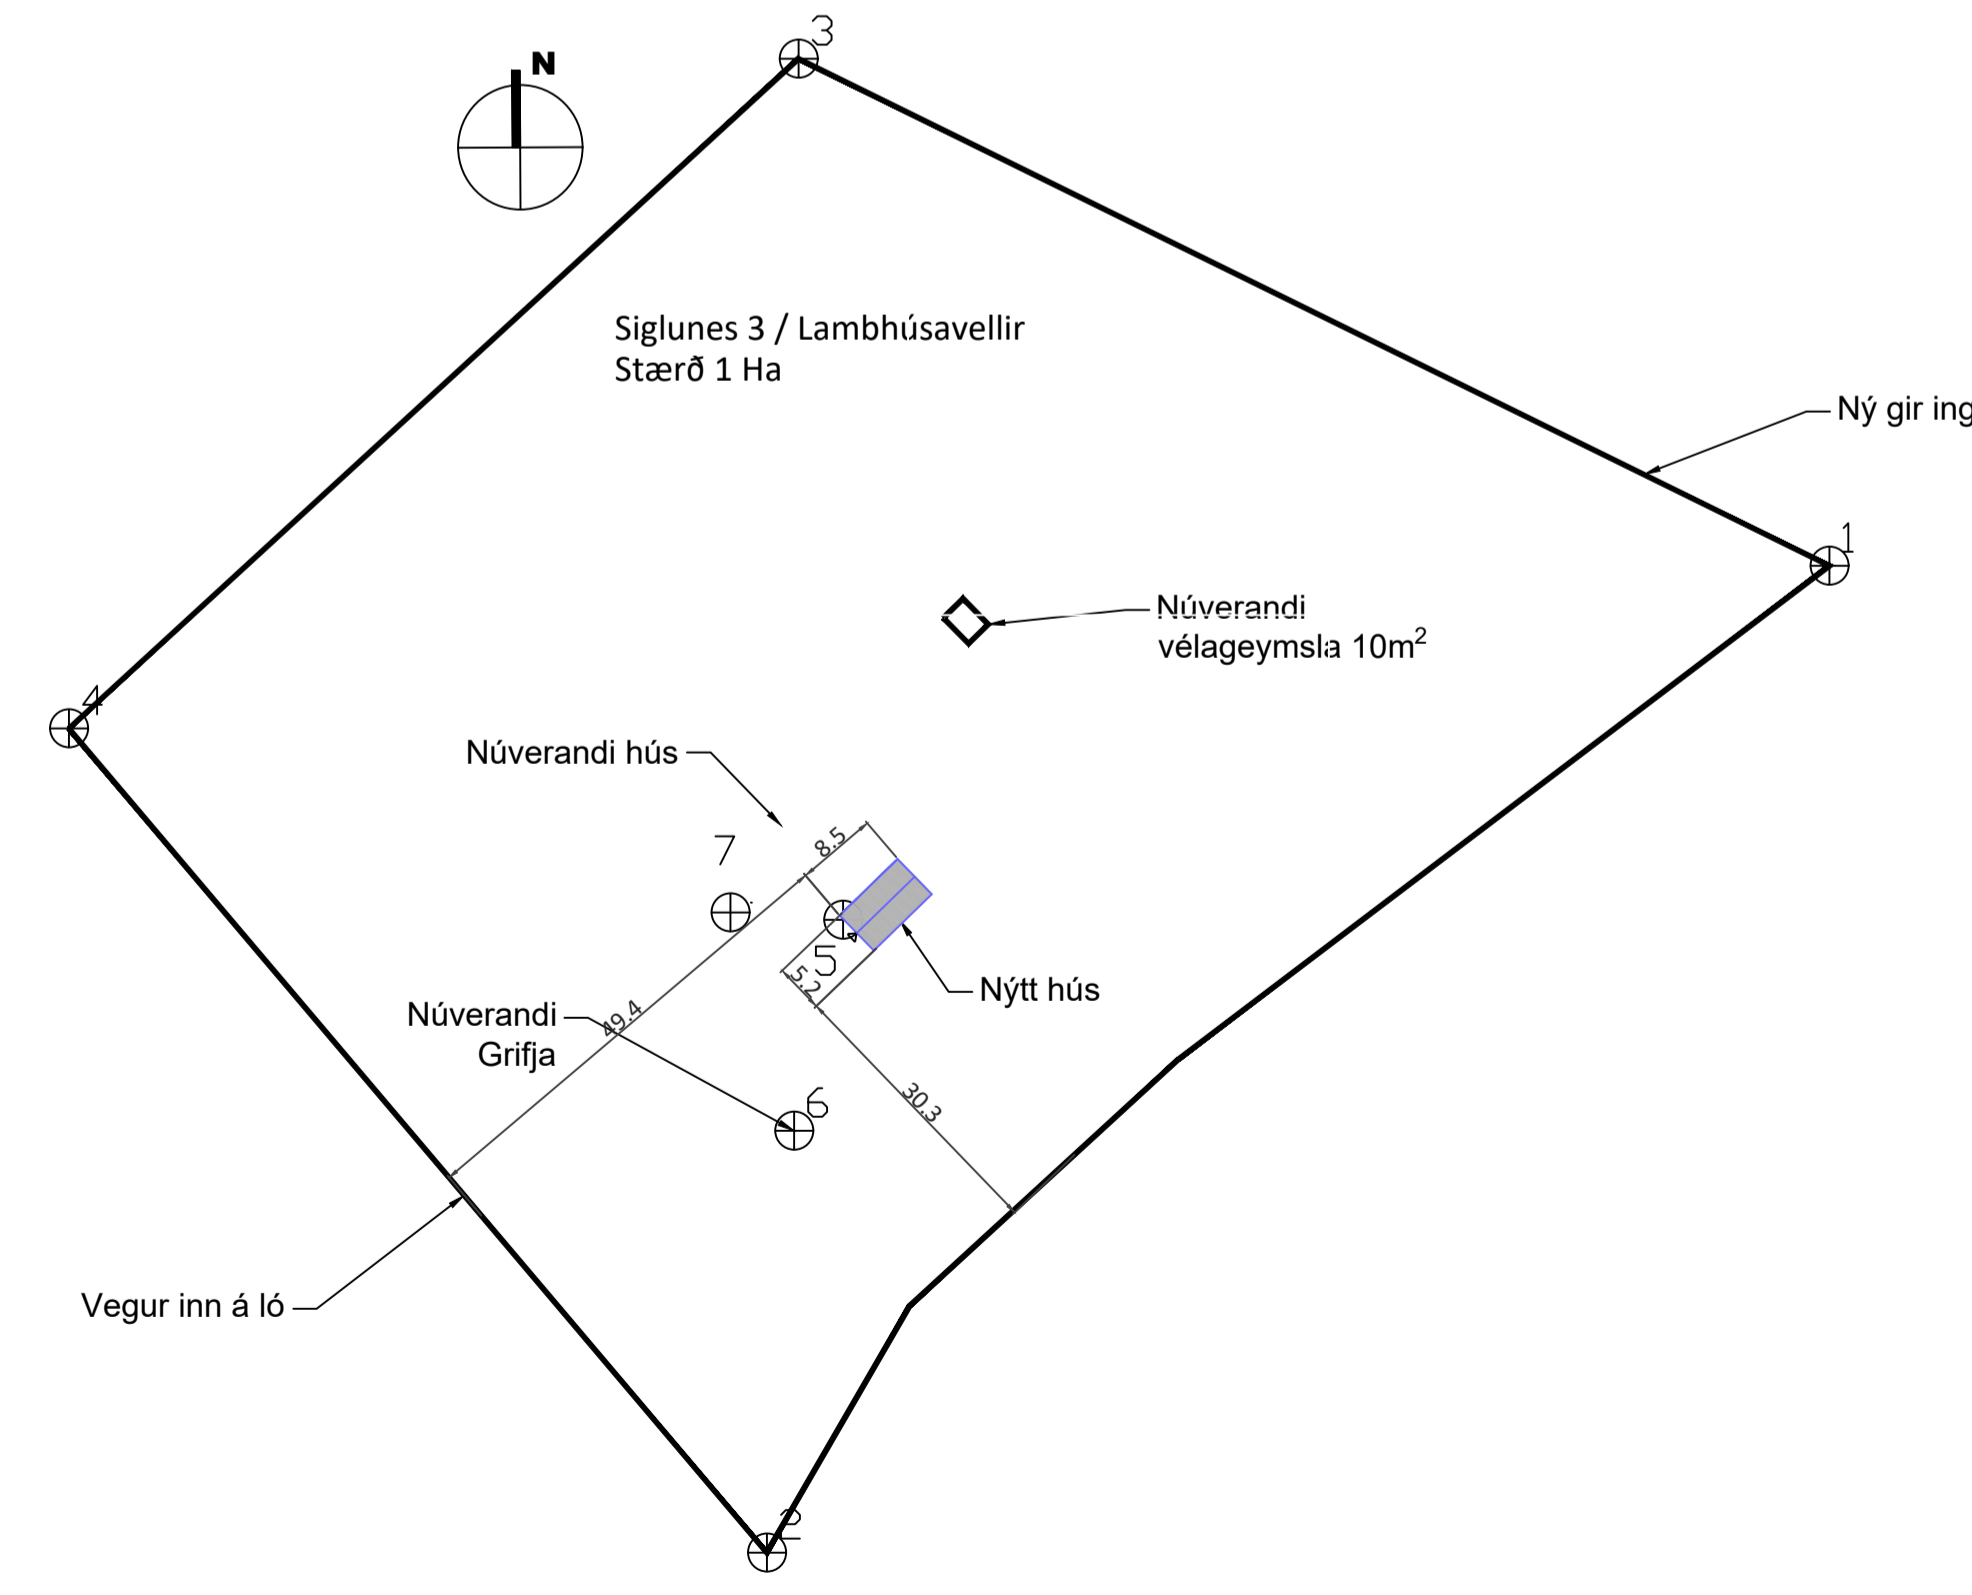 3
N
Siglunes 3 / Lambhúsavellir
Stærð 1 Ha
Ný gir ing
1
Núverandi
vélageymsla 10m²
4
Núverandi hús
8.5
7
5
5.2
Nýtt hús
49.4
Núverandi
Grifja
6
30.3
Vegur inn á ló
2